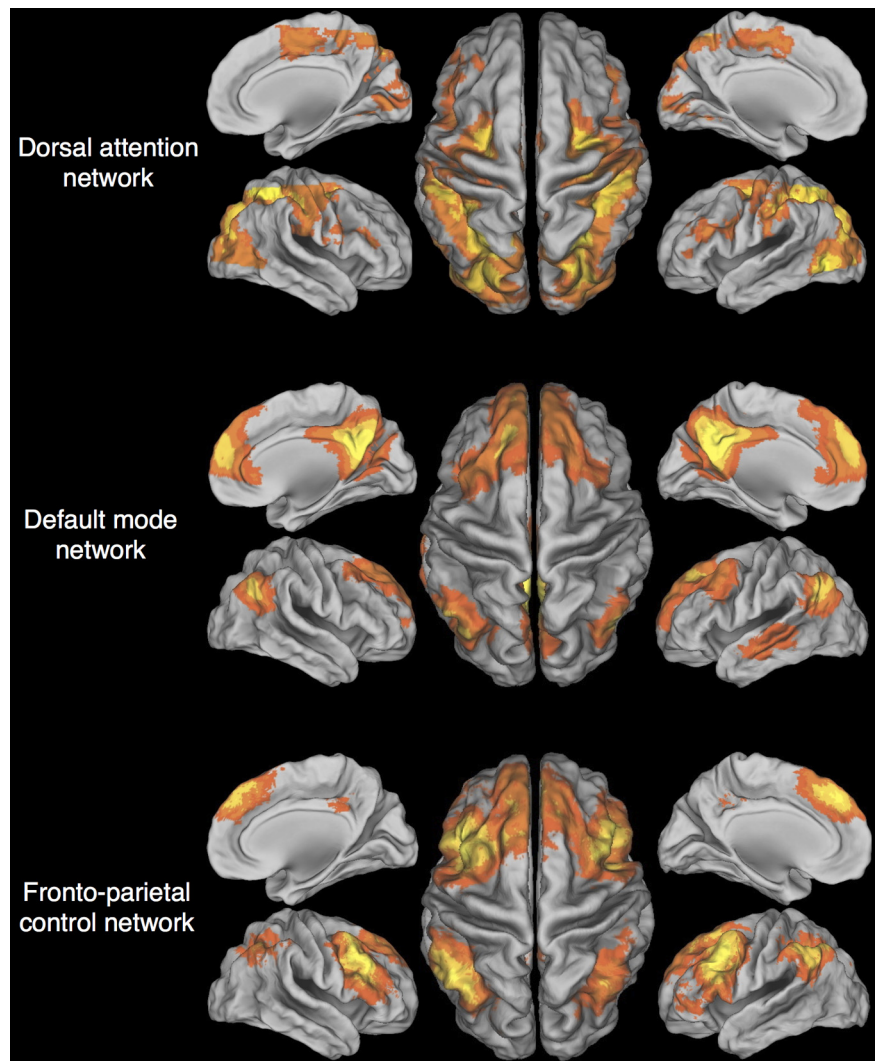 Dorsal attention
network
Default mode
network
Fronto-parietal
control network